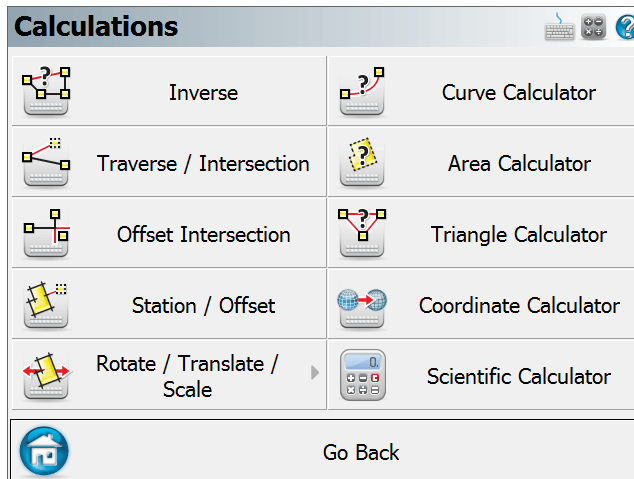 Calculations
Inverse
Curve Calculator
Traverse / Intersection
Area Calculator
Offset Intersection
Triangle Calculator
Station / Offset
Coordinate Calculator
Rotate / Translate /
Scale
Scientific Calculator
Go Back